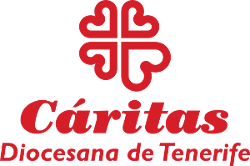 Cáritas
Diocesana de Tenerife